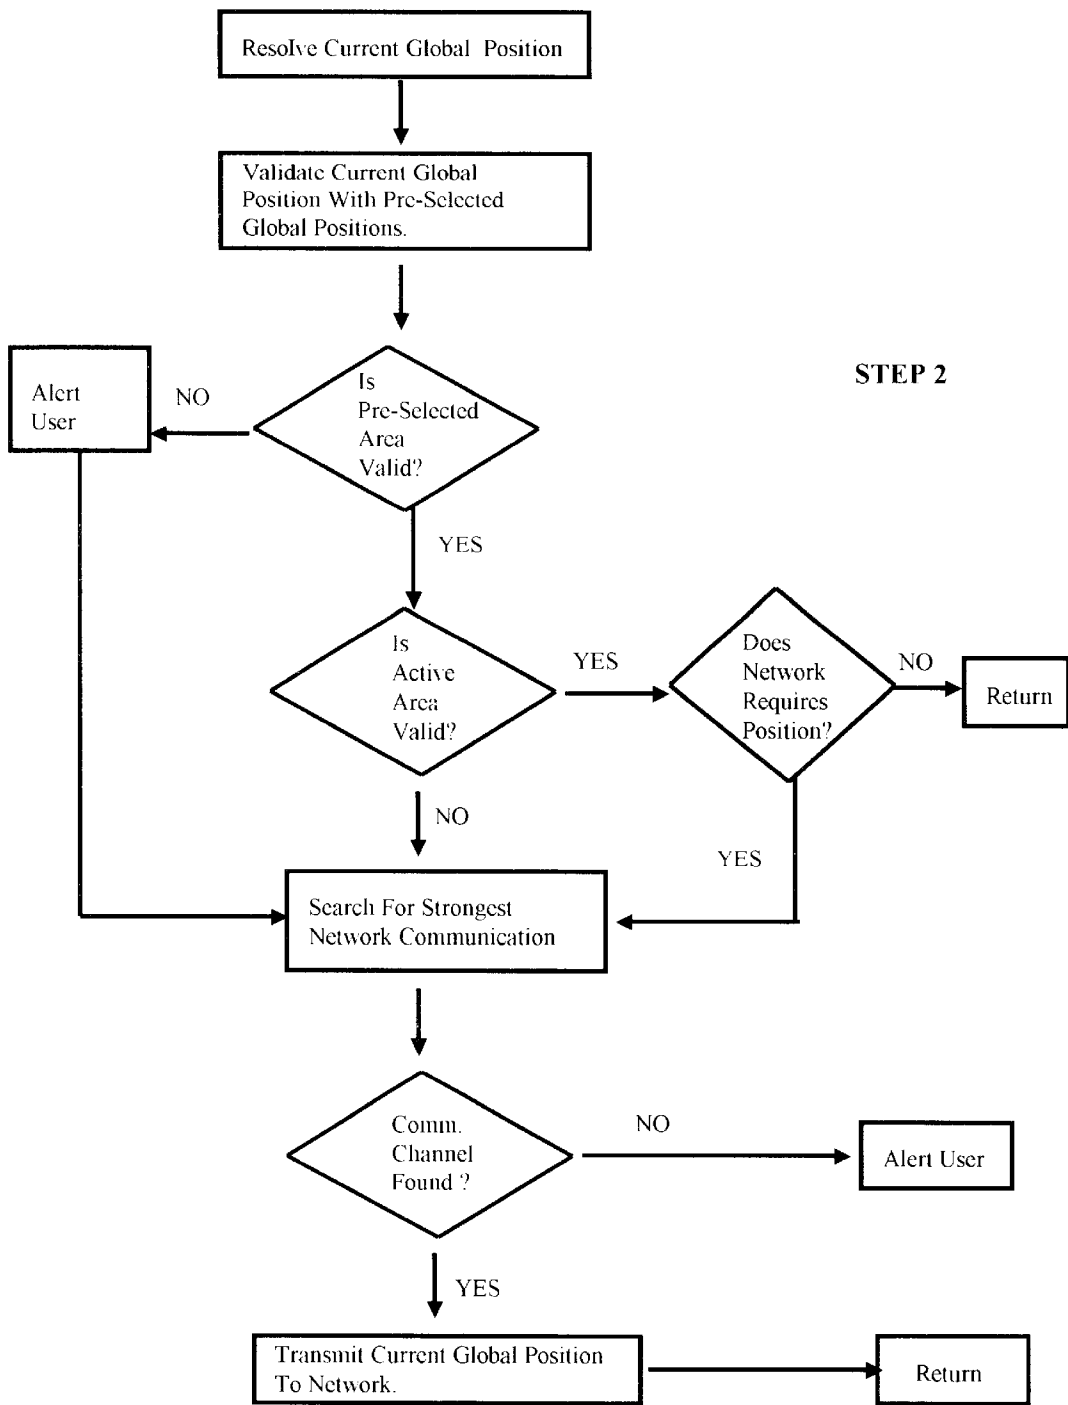 Resolve Current Global Position
Validate Current Global
Position With Pre-Selected
Global Positions.
STEP 2
Alert
User
NO
Is
Pre-Selected
Area
Valid?
YES
Is
Active
Area
Valid?
YES
Does
Network
Requires
Position?
NO
Return
NO
YES
Search For Strongest
Network Communication
Comm.
Channel
Found ?
NO
Alert User
YES
Transmit Current Global Position
To Network.
Return